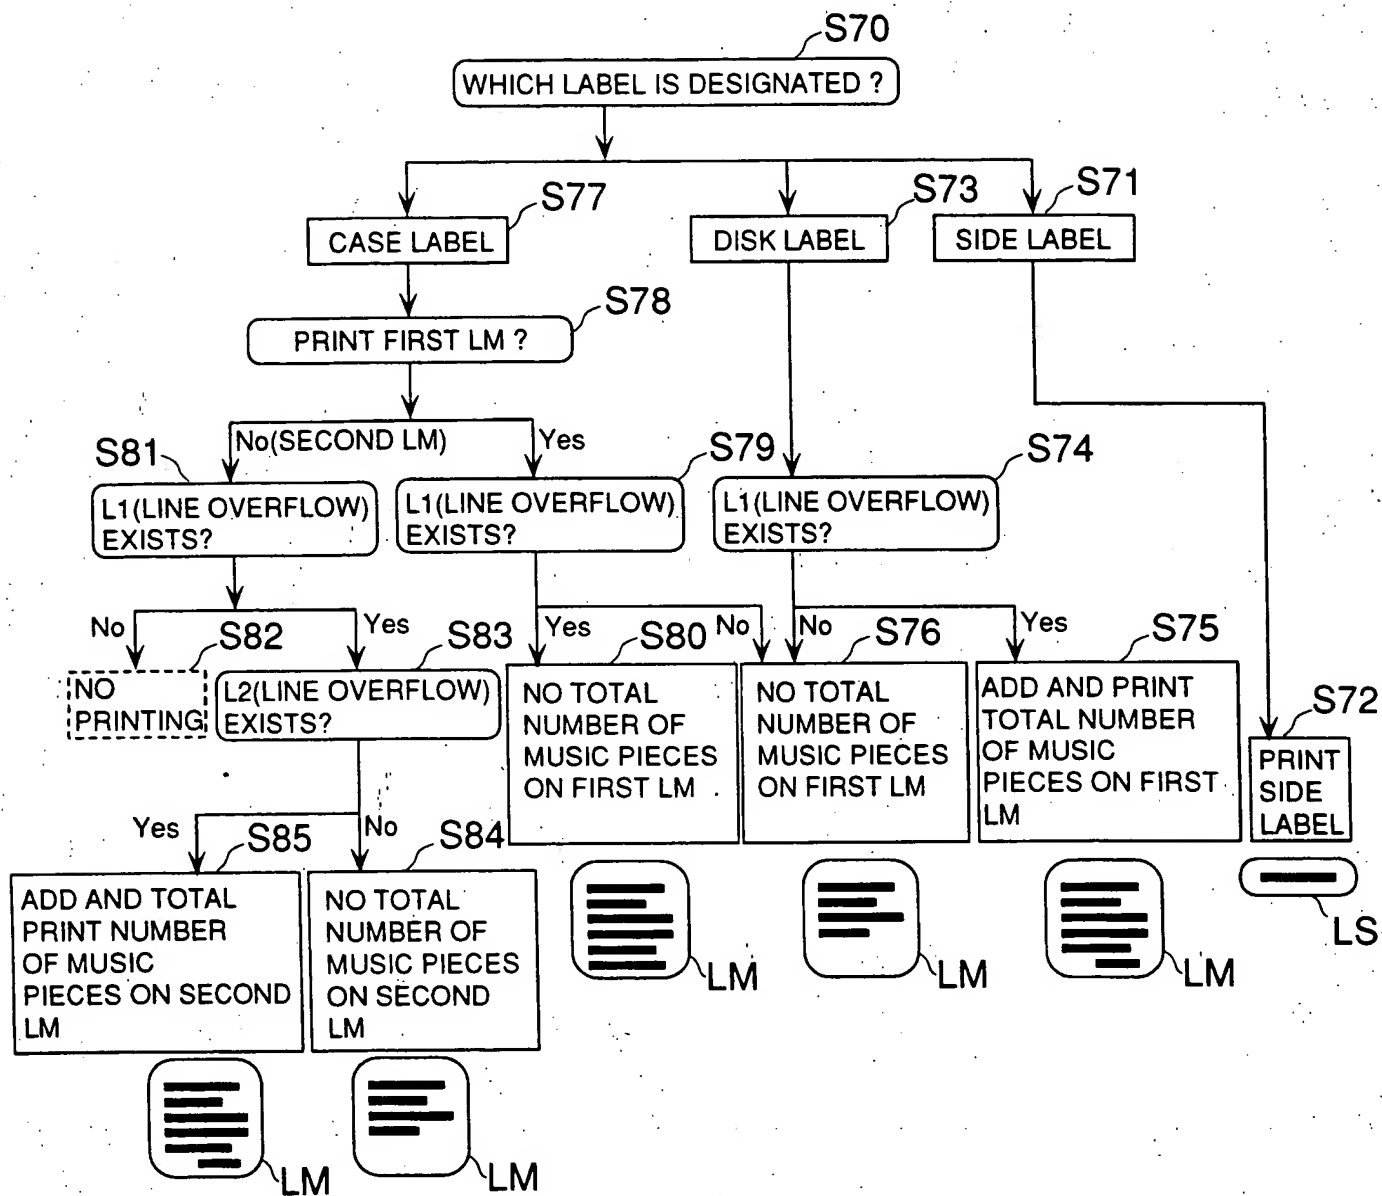 S70
WHICH LABEL IS DESIGNATED ?
S77
S73
S71
CASE LABEL
DISK LABEL
SIDE LABEL
S78
PRINT FIRST LM ?
No(SECOND LM)
Yes
S81
S79
S74
L1(LINE OVERFLOW)
EXISTS?
L1(LINE OVERFLOW)
EXISTS?
L1(LINE OVERFLOW)
EXISTS?
No
S82
Yes
S83
Yes
S80
No
No
S76
Yes
S75
NO
PRINTING
L2(LINE OVERFLOW)
EXISTS?
NO TOTAL
NUMBER OF
MUSIC PIECES
ON FIRST LM
NO TOTAL
NUMBER OF
MUSIC PIECES
ON FIRST LM
ADD AND PRINT
TOTAL NUMBER
OF MUSIC
PIECES ON FIRST
LM
S72
PRINT
SIDE
LABEL
Yes
S85
No
S84
ADD AND TOTAL
PRINT NUMBER
OF MUSIC
PIECES ON SECOND
LM
NO TOTAL
NUMBER OF
MUSIC PIECES
ON SECOND
LM
LM
LM
LM
LS
LM
LM